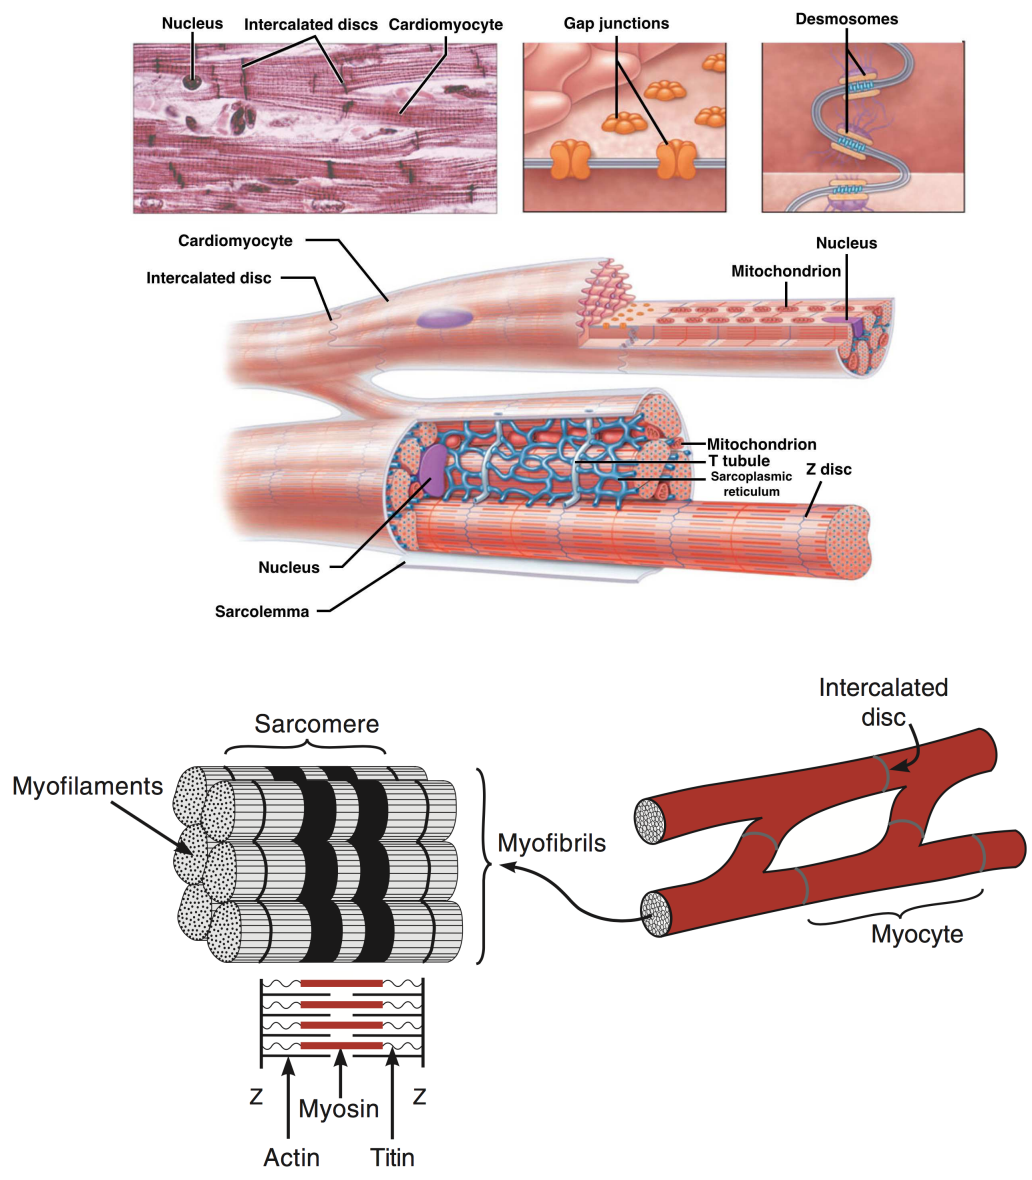 Nucleus
Intercalated discs
Cardiomyocyte
Gap junctions
Desmosomes
Cardiomyocyte
Intercalated disc
Nucleus
Mitochondrion
Mitochondrion
T tubule
Sarcoplasmic
reticulum
Z disc
Nucleus
Sarcolemma
Intercalated
disc
Sarcomere
Myofilaments
Myofibrils
Myocyte
Z
Z
Myosin
Actin
Titin